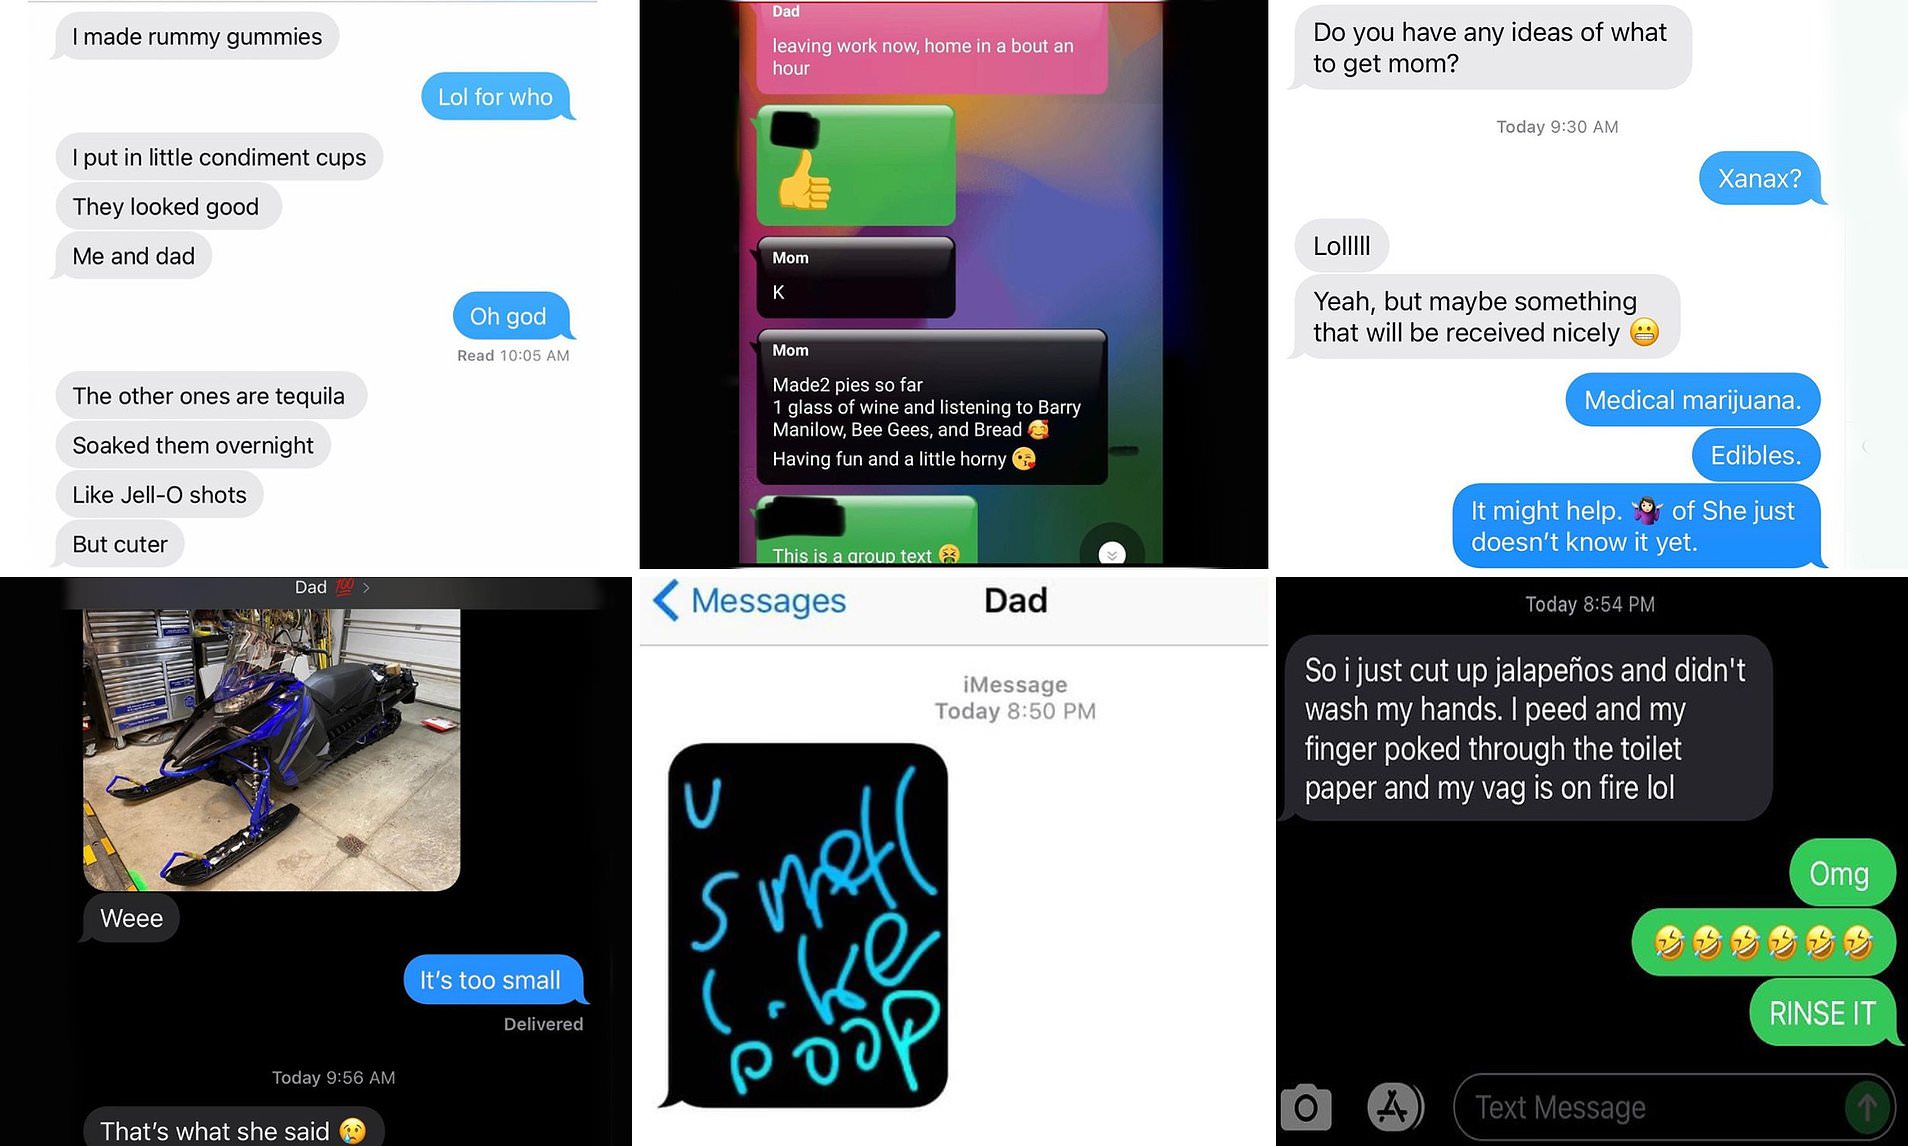 I made rummy gummies
Lol for who
I put in little condiment cups
They looked good
Me and dad
Oh god
Read 10:05 AM
The other ones are tequila
Soaked them overnight
Like Jell-O shots
But cuter
Dad
leaving work now, home in a bout an
hour
👍
Mom
K
Mom
Made2 pies so far
1 glass of wine and listening to Barry
Manilow, Bee Gees, and Bread 🥰
Having fun and a little horny 😘
This is a group text 😫
Do you have any ideas of what
to get mom?
Today 9:30 AM
Xanax?
Lolllll
Yeah, but maybe something
that will be received nicely 😬
Medical marijuana.
Edibles.
It might help. 🤷🏻‍♀️ of She just
doesn’t know it yet.
Dad 💯 >
Weee
It’s too small
Delivered
Today 9:56 AM
That’s what she said 😢
Messages
Dad
iMessage
Today 8:50 PM
U
smell
like
poop
Today 8:54 PM
So i just cut up jalapeños and didn't
wash my hands. I peed and my
finger poked through the toilet
paper and my vag is on fire lol
Omg
🤣🤣🤣🤣🤣🤣
RINSE IT
Text Message